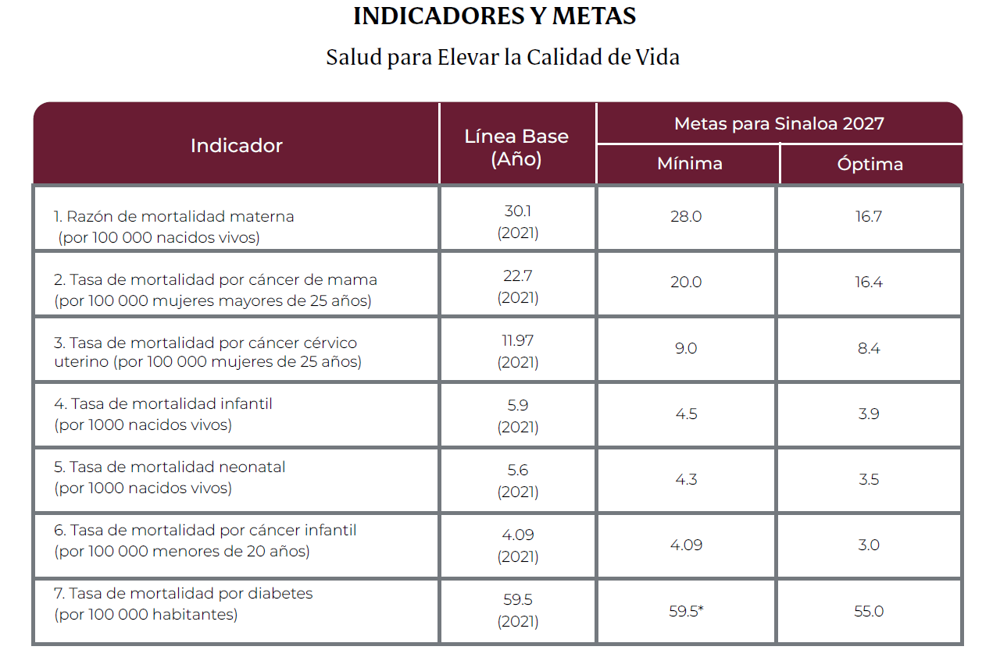 INDICADORES Y METAS
Salud para Elevar la Calidad de Vida
Indicador
Línea Base
(Año)
Metas para Sinaloa 2027
Mínima
Óptima
1. Razón de mortalidad materna
(por 100 000 nacidos vivos)
30.1
(2021)
28.0
16.7
2. Tasa de mortalidad por cáncer de mama
(por 100 000 mujeres mayores de 25 años)
22.7
(2021)
20.0
16.4
3. Tasa de mortalidad por cáncer cérvico
uterino (por 100 000 mujeres de 25 años)
11.97
(2021)
9.0
8.4
4. Tasa de mortalidad infantil
(por 1000 nacidos vivos)
5.9
(2021)
4.5
3.9
5. Tasa de mortalidad neonatal
(por 1000 nacidos vivos)
5.6
(2021)
4.3
3.5
6. Tasa de mortalidad por cáncer infantil
(por 100 000 menores de 20 años)
4.09
(2021)
4.09
3.0
7. Tasa de mortalidad por diabetes
(por 100 000 habitantes)
59.5
(2021)
59.5*
55.0